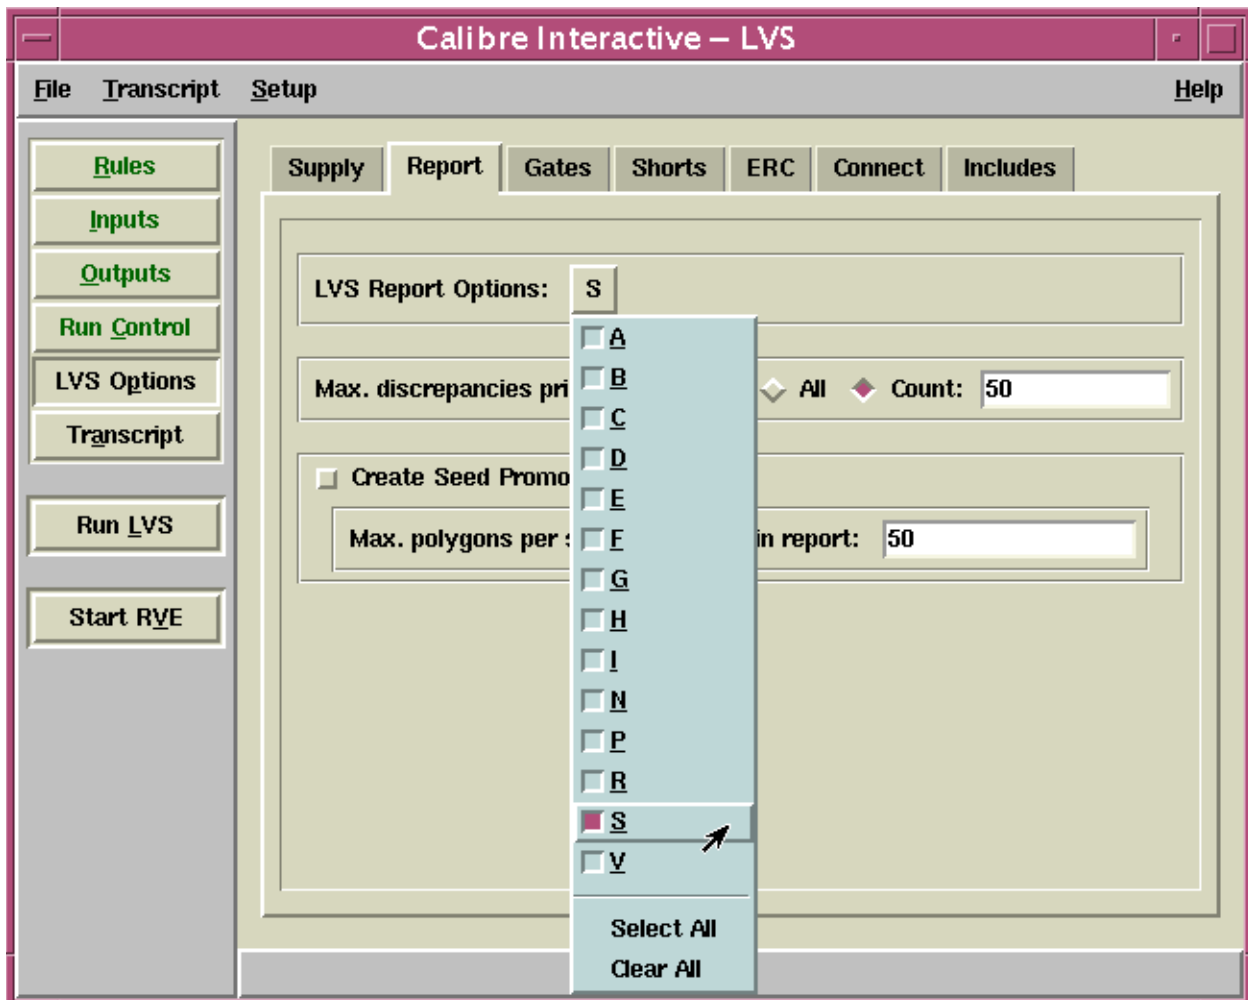 Calibre Interactive – LVS
File Transcript Setup Help
Rules
Inputs
Outputs
Run Control
LVS Options
Transcript
Run LVS
Start RVE
Supply Report Gates Shorts ERC Connect Includes
LVS Report Options: S
Max. discrepancies pri All Count: 50
Create Seed Promo
Max. polygons per in report: 50
A
B
C
D
E
F
G
H
I
N
P
R
S
V
Select All
Clear All